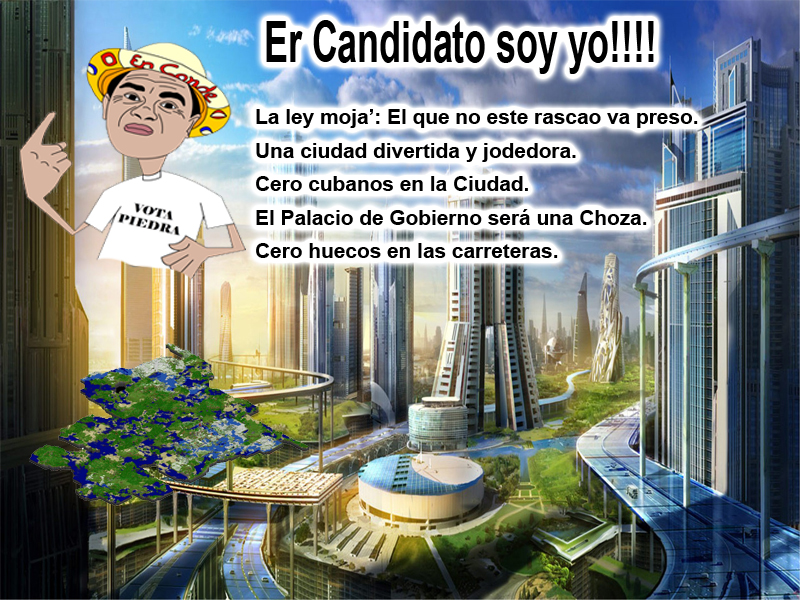 Er Candidato soy yo!!!!
En Conde
La ley moja’: El que no este rascao va preso.
Una ciudad divertida y jodedora.
Cero cubanos en la Ciudad.
El Palacio de Gobierno será una Choza.
Cero huecos en las carreteras.
VOTA
PIEDRA